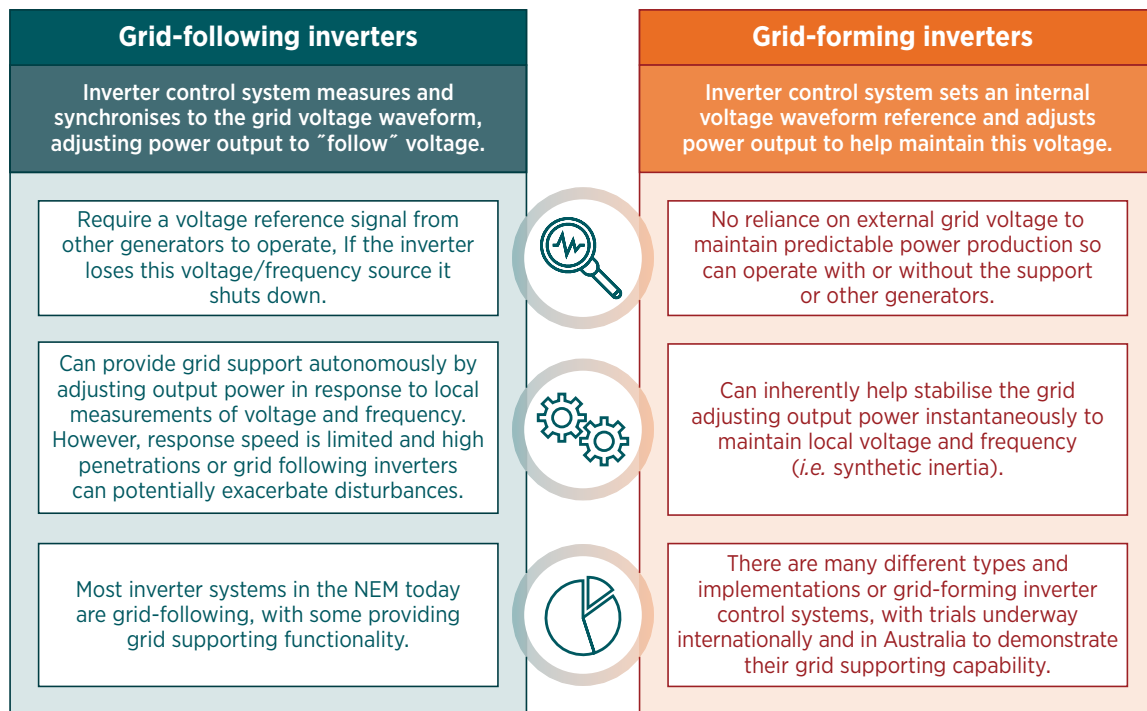 Grid-following inverters
Inverter control system measures and
synchronises to the grid voltage waveform,
adjusting power output to ˝follow˝ voltage.
Require a voltage reference signal from
other generators to operate, If the inverter
loses this voltage/frequency source it
shuts down.
Can provide grid support autonomously by
adjusting output power in response to local
measurements of voltage and frequency.
However, response speed is limited and high
penetrations or grid following inverters
can potentially exacerbate disturbances.
Most inverter systems in the NEM today
are grid-following, with some providing
grid supporting functionality.
Grid-forming inverters
Inverter control system sets an internal
voltage waveform reference and adjusts
power output to help maintain this voltage.
No reliance on external grid voltage to
maintain predictable power production so
can operate with or without the support
or other generators.
Can inherently help stabilise the grid
adjusting output power instantaneously to
maintain local voltage and frequency
(i.e. synthetic inertia).
There are many different types and
implementations or grid-forming inverter
control systems, with trials underway
internationally and in Australia to demonstrate
their grid supporting capability.